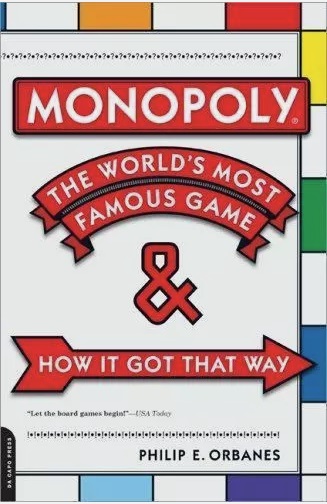 MONOPOLY®
THE WORLD'S MOST
FAMOUS GAME
&
HOW IT GOT THAT WAY
"Let the board games begin!"—USA Today
PHILIP E. ORBANES
DA CAPO PRESS